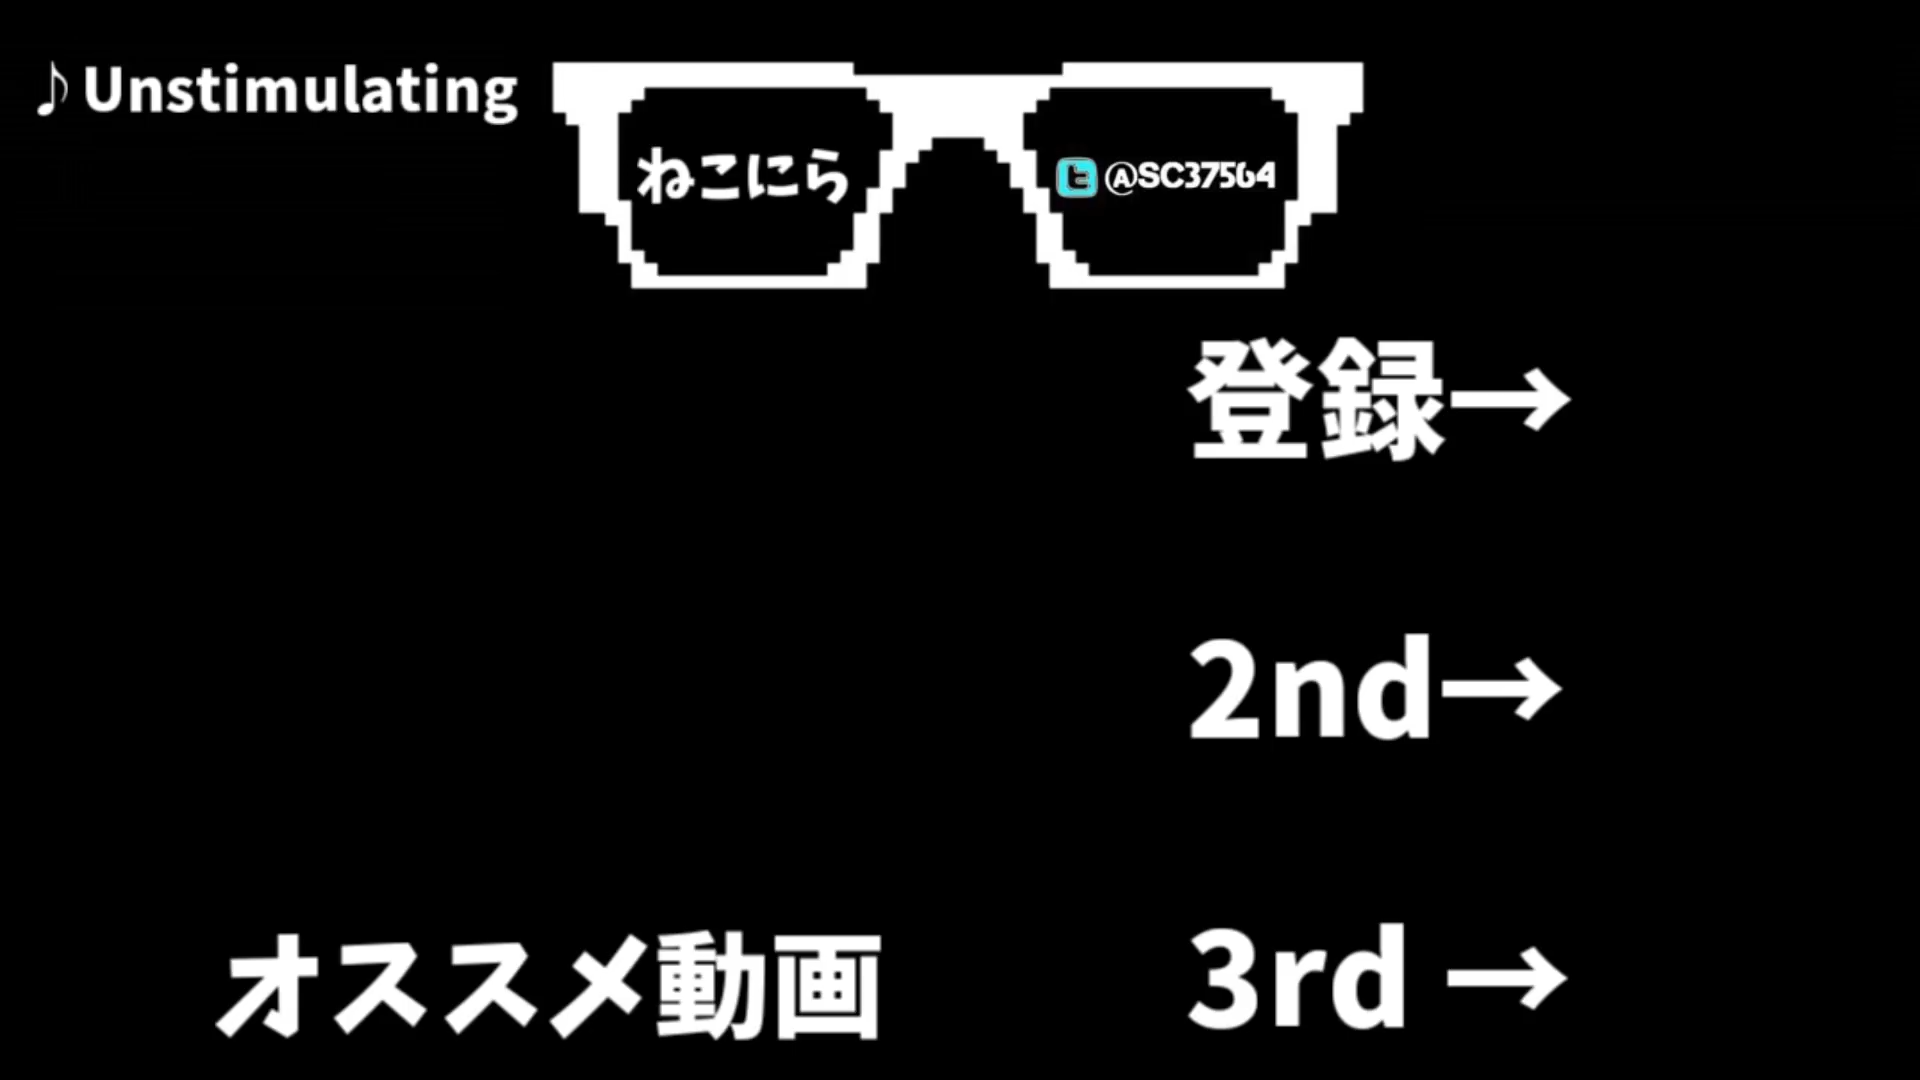 ♪Unstimulating
ねこにら
@SC37564
登録→
2nd→
オススメ動画
3rd →